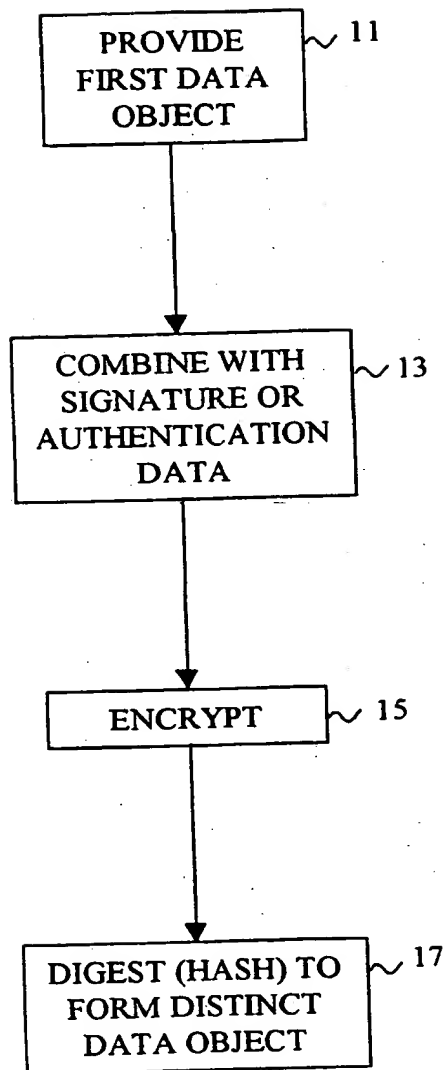 PROVIDE
FIRST DATA
OBJECT
11
COMBINE WITH
SIGNATURE OR
AUTHENTICATION
DATA
13
ENCRYPT
15
DIGEST (HASH) TO
FORM DISTINCT
DATA OBJECT
17